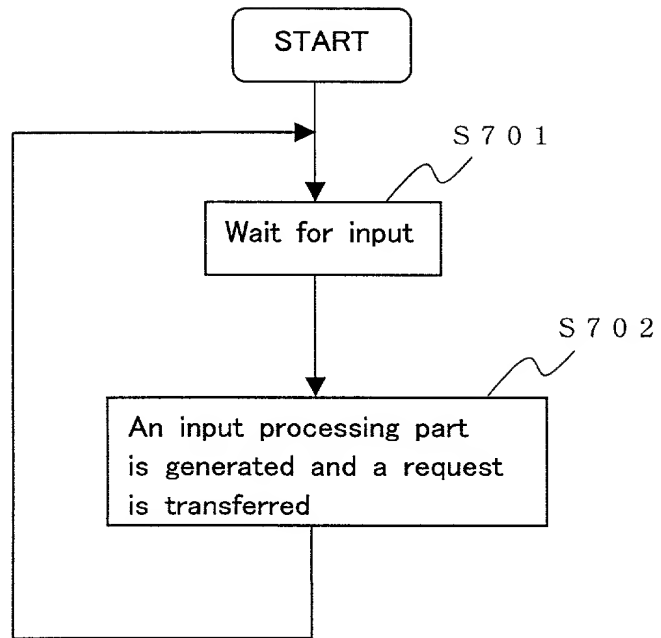 START
S701
Wait for input
S702
An input processing part
is generated and a request
is transferred